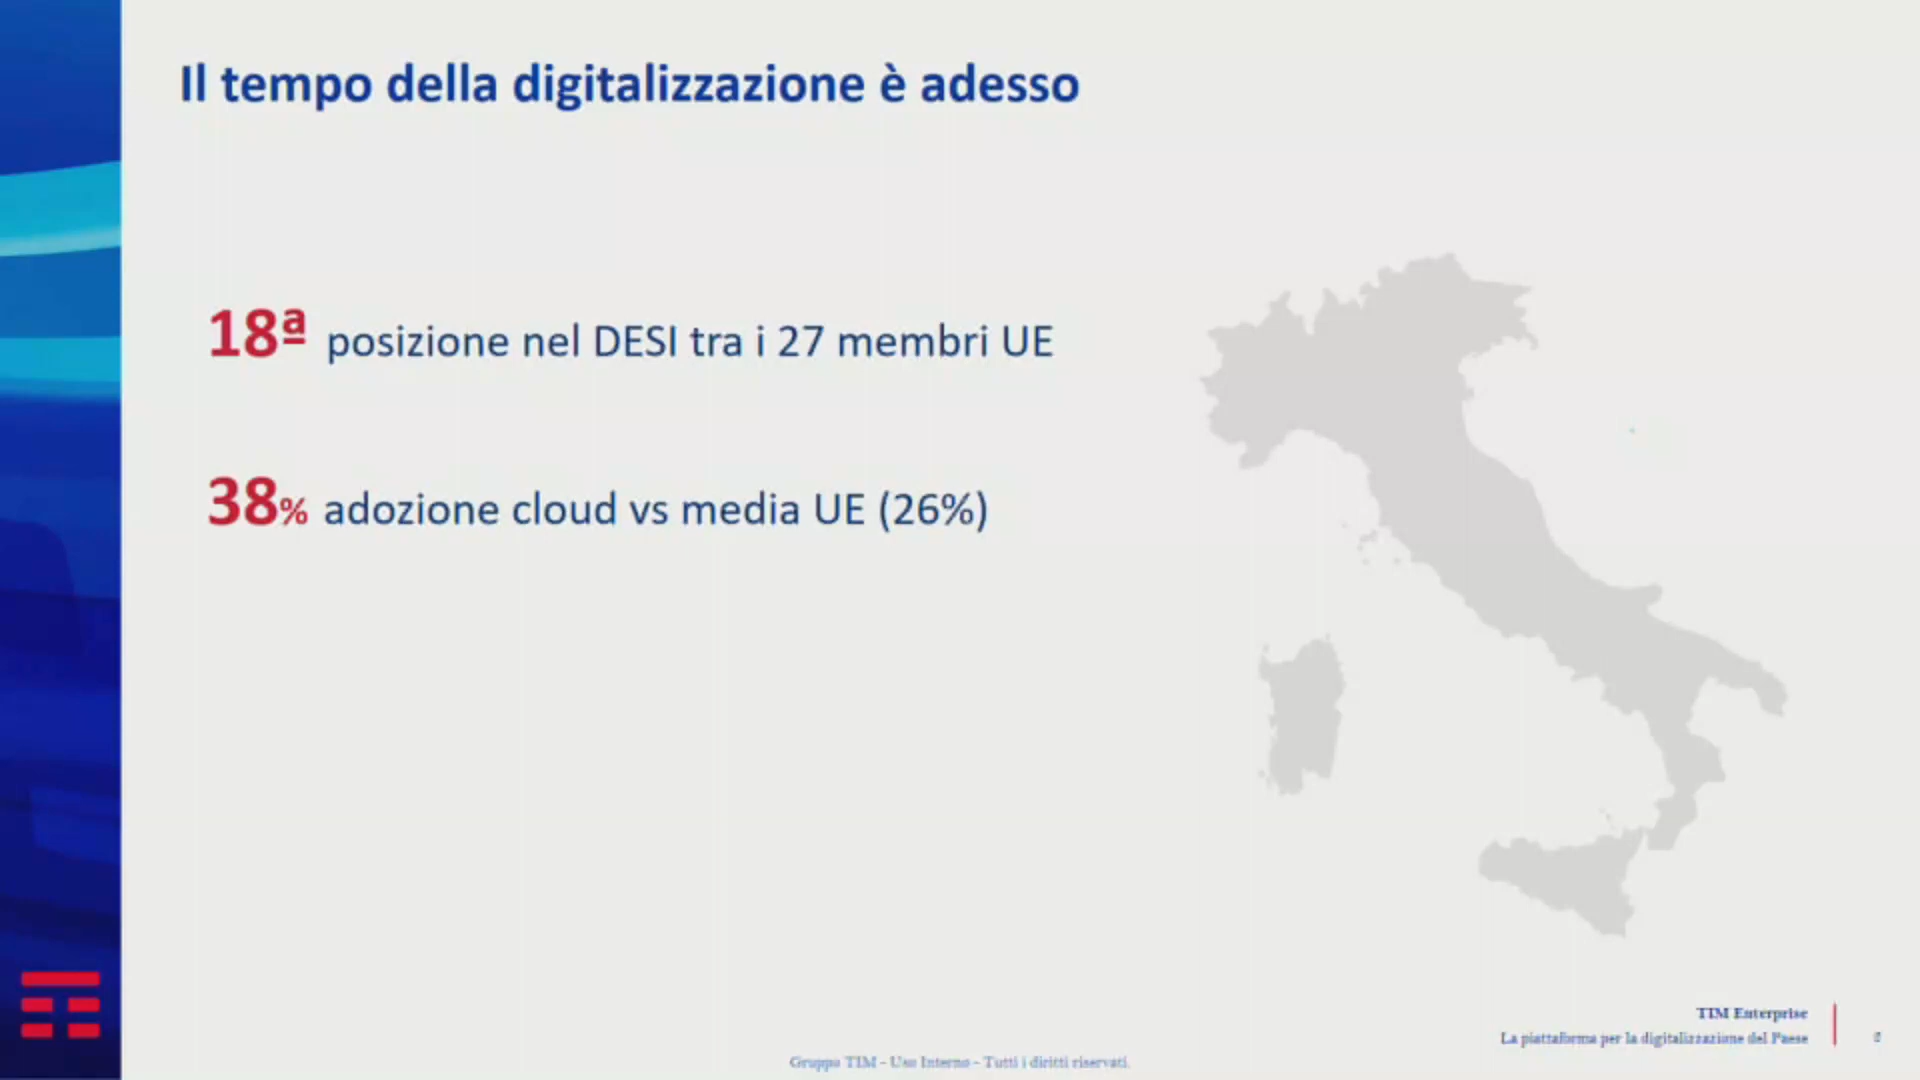 Il tempo della digitalizzazione è adesso
18ª posizione nel DESI tra i 27 membri UE
38% adozione cloud vs media UE (26%)
TIM Enterprise
La piattaforma per la digitalizzazione del Paese
Gruppo TIM - Uso Interno - Tutti i diritti riservati.